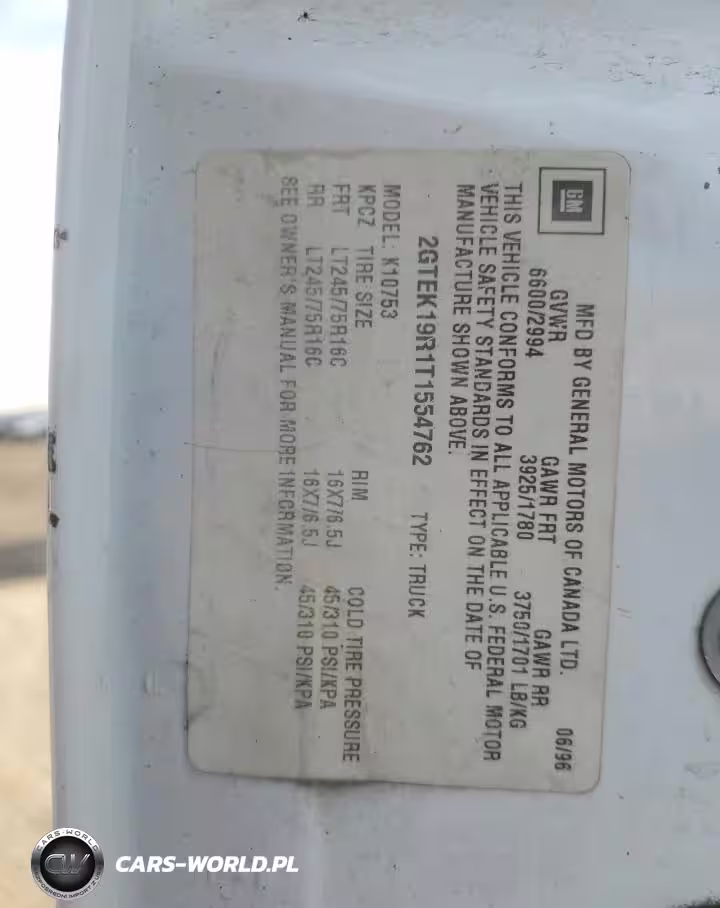 GM
MFD BY GENERAL MOTORS OF CANADA LTD.
06/96
GVWR GAWR FRT GAWR RR
6600/2994 3925/1780 3750/1701 LB/KG
THIS VEHICLE CONFORMS TO ALL APPLICABLE U.S. FEDERAL MOTOR
VEHICLE SAFETY STANDARDS IN EFFECT ON THE DATE OF
MANUFACTURE SHOWN ABOVE.
2GTEK19R1T1554762 TYPE: TRUCK
MODEL: K10753
KPCZ TIRE SIZE RIM COLD TIRE PRESSURE
FRT LT245/75R16C 16X7/6.5J 45/310 PSI/KPA
RR LT245/75R16C 16X7/6.5J 45/310 PSI/KPA
SEE OWNER'S MANUAL FOR MORE INFORMATION.
CARS-WORLD
CW
CARS-WORLD.PL